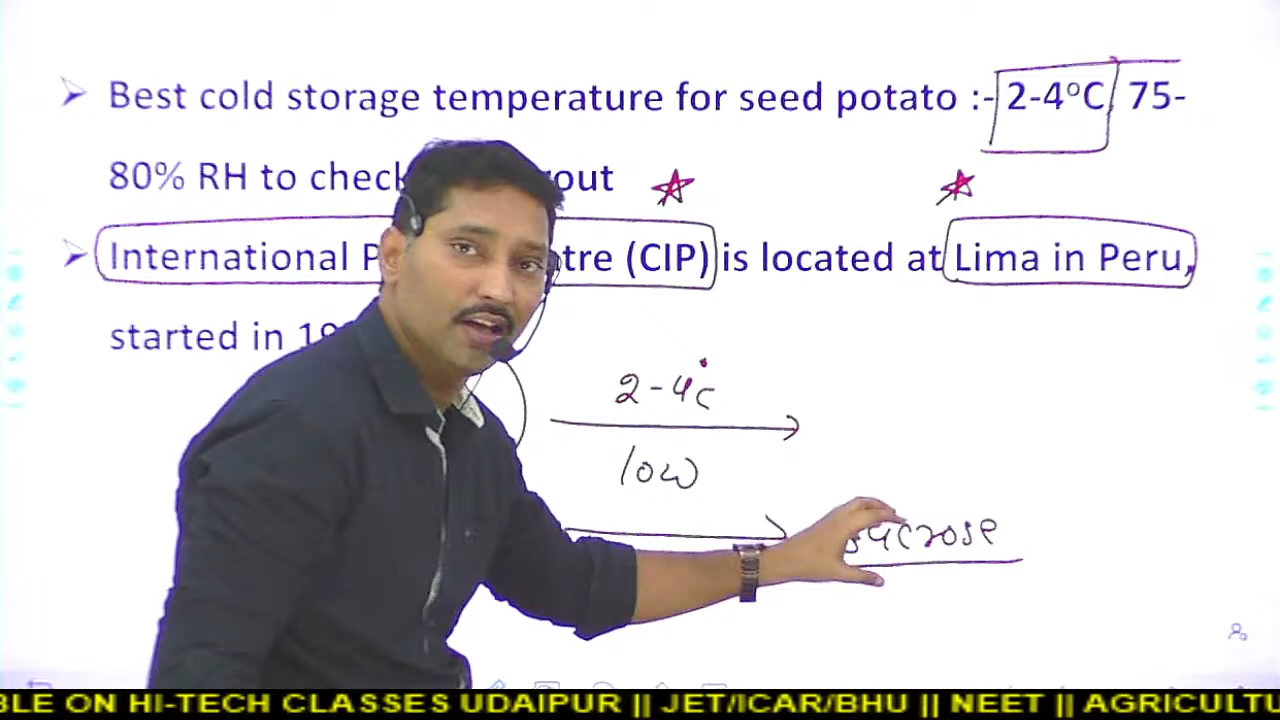 ➢ Best cold storage temperature for seed potato :- 2-4°C, 75-
80% RH to check out
➢ International (CIP) is located at Lima in Peru,
started in
2-4°C
low
sucrose
BLE ON HI-TECH CLASSES UDAIPUR || JET/ICAR/BHU || NEET || AGRICULTU